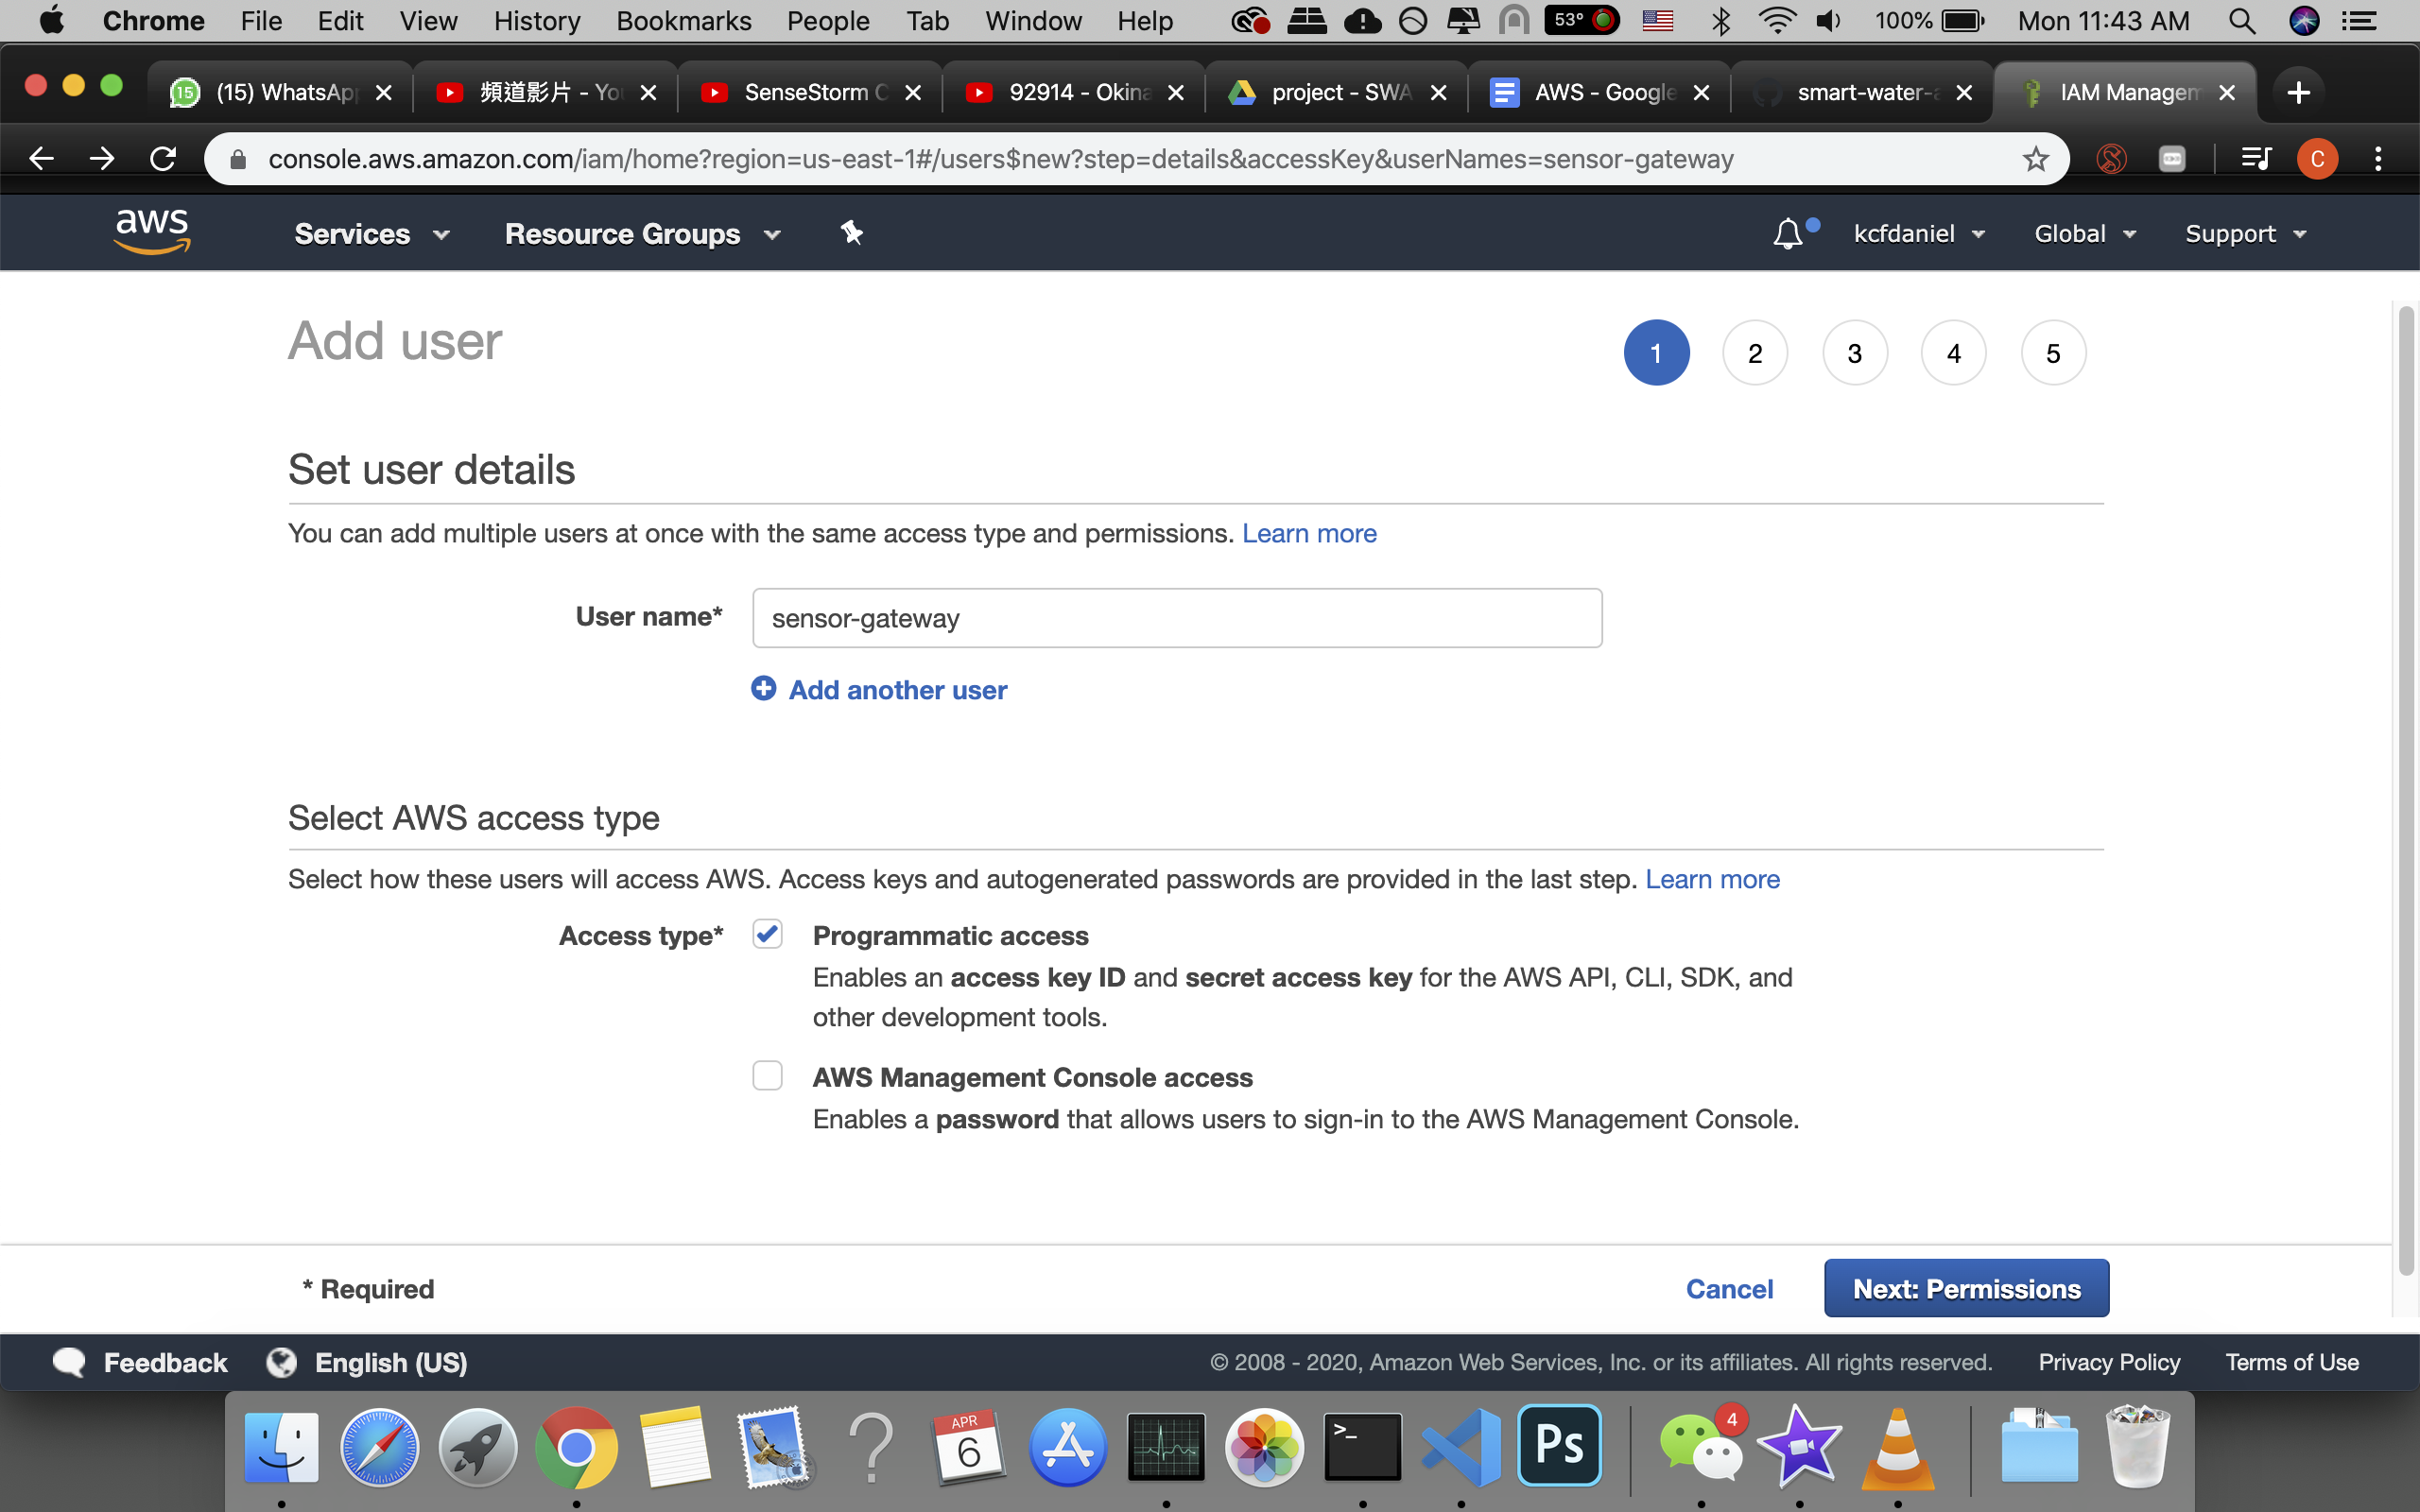 Chrome File Edit View History Bookmarks People Tab Window Help 53° 100% Mon 11:43 AM
15 (15) WhatsApp 頻道影片 - You SenseStorm C 92914 - Okina project - SWA AWS - Google smart-water-a IAM Managem
console.aws.amazon.com/iam/home?region=us-east-1#/users$new?step=details&accessKey&userNames=sensor-gateway C
aws Services Resource Groups kcfdaniel Global Support
Add user 1 2 3 4 5
Set user details
You can add multiple users at once with the same access type and permissions. Learn more
User name* sensor-gateway
Add another user
Select AWS access type
Select how these users will access AWS. Access keys and autogenerated passwords are provided in the last step. Learn more
Access type* Programmatic access
Enables an access key ID and secret access key for the AWS API, CLI, SDK, and
other development tools.
AWS Management Console access
Enables a password that allows users to sign-in to the AWS Management Console.
* Required Cancel Next: Permissions
Feedback English (US) © 2008 - 2020, Amazon Web Services, Inc. or its affiliates. All rights reserved. Privacy Policy Terms of Use
APR 6 >_ Ps 4